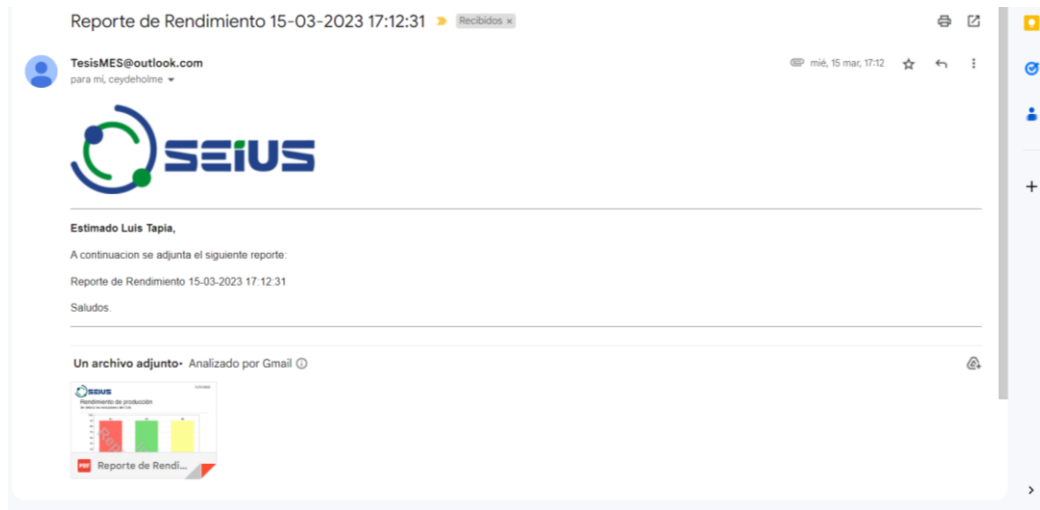 Reporte de Rendimiento 15-03-2023 17:12:31 Recibidos ×
TesisMES@outlook.com mié, 15 mar, 17:12
para mí, ceydeholme
SEIUS
Estimado Luis Tapia,
A continuacion se adjunta el siguiente reporte:
Reporte de Rendimiento 15-03-2023 17:12:31
Saludos.
Un archivo adjunto• Analizado por Gmail
SEIUS
Rendimiento de producción
PDF Reporte de Rendi...